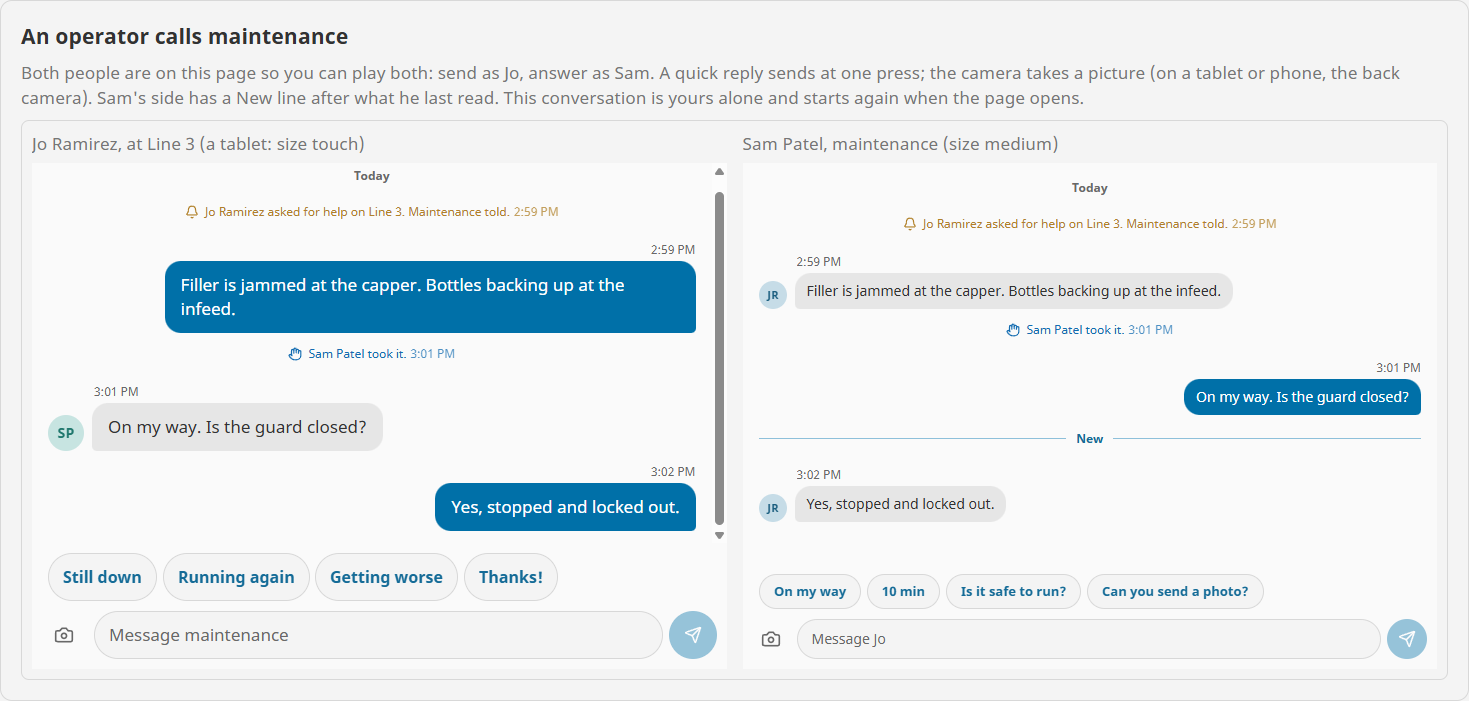 An operator calls maintenance
Both people are on this page so you can play both: send as Jo, answer as Sam. A quick reply sends at one press; the camera takes a picture (on a tablet or phone, the back
camera). Sam's side has a New line after what he last read. This conversation is yours alone and starts again when the page opens.
Jo Ramirez, at Line 3 (a tablet: size touch)
Today
Jo Ramirez asked for help on Line 3. Maintenance told. 2:59 PM
2:59 PM
Filler is jammed at the capper. Bottles backing up at the
infeed.
Sam Patel took it. 3:01 PM
3:01 PM
SP
On my way. Is the guard closed?
3:02 PM
Yes, stopped and locked out.
Still down
Running again
Getting worse
Thanks!
Message maintenance
Sam Patel, maintenance (size medium)
Today
Jo Ramirez asked for help on Line 3. Maintenance told. 2:59 PM
2:59 PM
JR
Filler is jammed at the capper. Bottles backing up at the infeed.
Sam Patel took it. 3:01 PM
3:01 PM
On my way. Is the guard closed?
New
3:02 PM
JR
Yes, stopped and locked out.
On my way
10 min
Is it safe to run?
Can you send a photo?
Message Jo